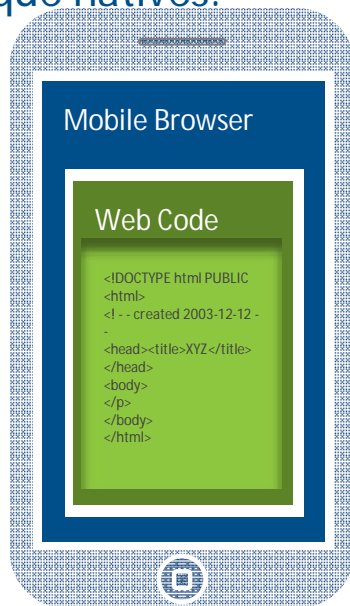 que nativos.
Mobile Browser
Web Code
<!DOCTYPE html PUBLIC
<html>
<! - - created 2003-12-12 -
-
<head><title>XYZ</title>
</head>
<body>
</p>
</body>
</html>